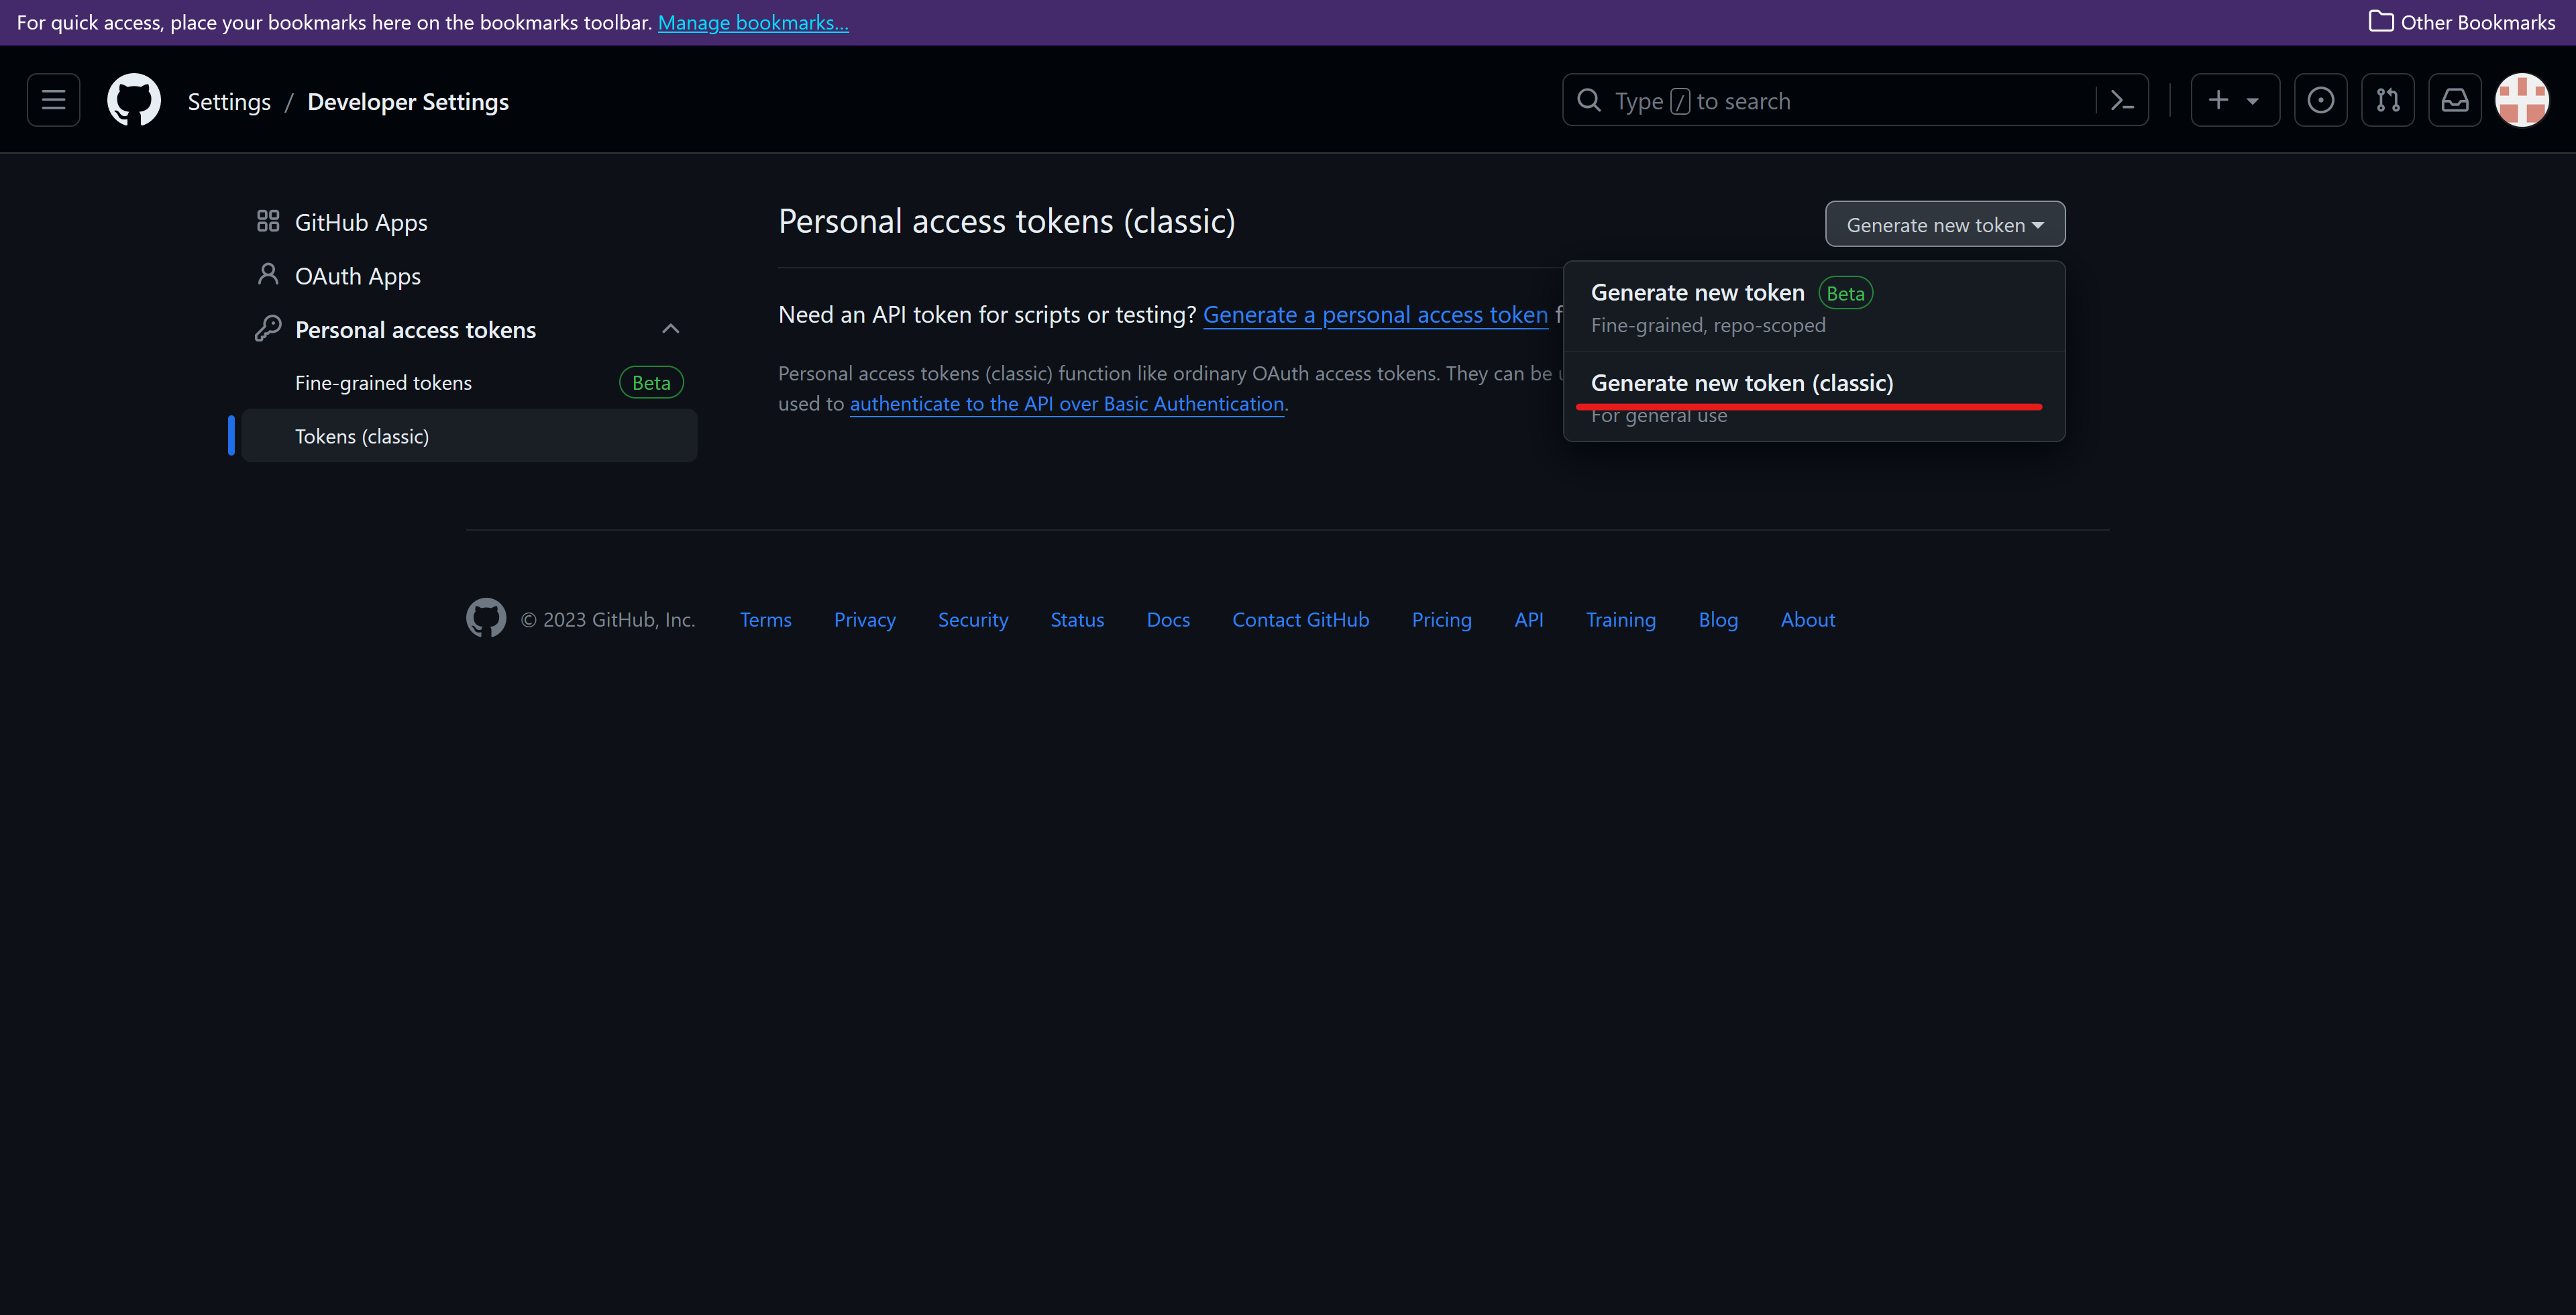 For quick access, place your bookmarks here on the bookmarks toolbar. Manage bookmarks...
Other Bookmarks
Settings / Developer Settings
Type / to search
GitHub Apps
OAuth Apps
Personal access tokens
Fine-grained tokens Beta
Tokens (classic)
Personal access tokens (classic)
Generate new token
Need an API token for scripts or testing? Generate a personal access token f
Personal access tokens (classic) function like ordinary OAuth access tokens. They can be u
used to authenticate to the API over Basic Authentication.
Generate new token Beta
Fine-grained, repo-scoped
Generate new token (classic)
For general use
© 2023 GitHub, Inc. Terms Privacy Security Status Docs Contact GitHub Pricing API Training Blog About